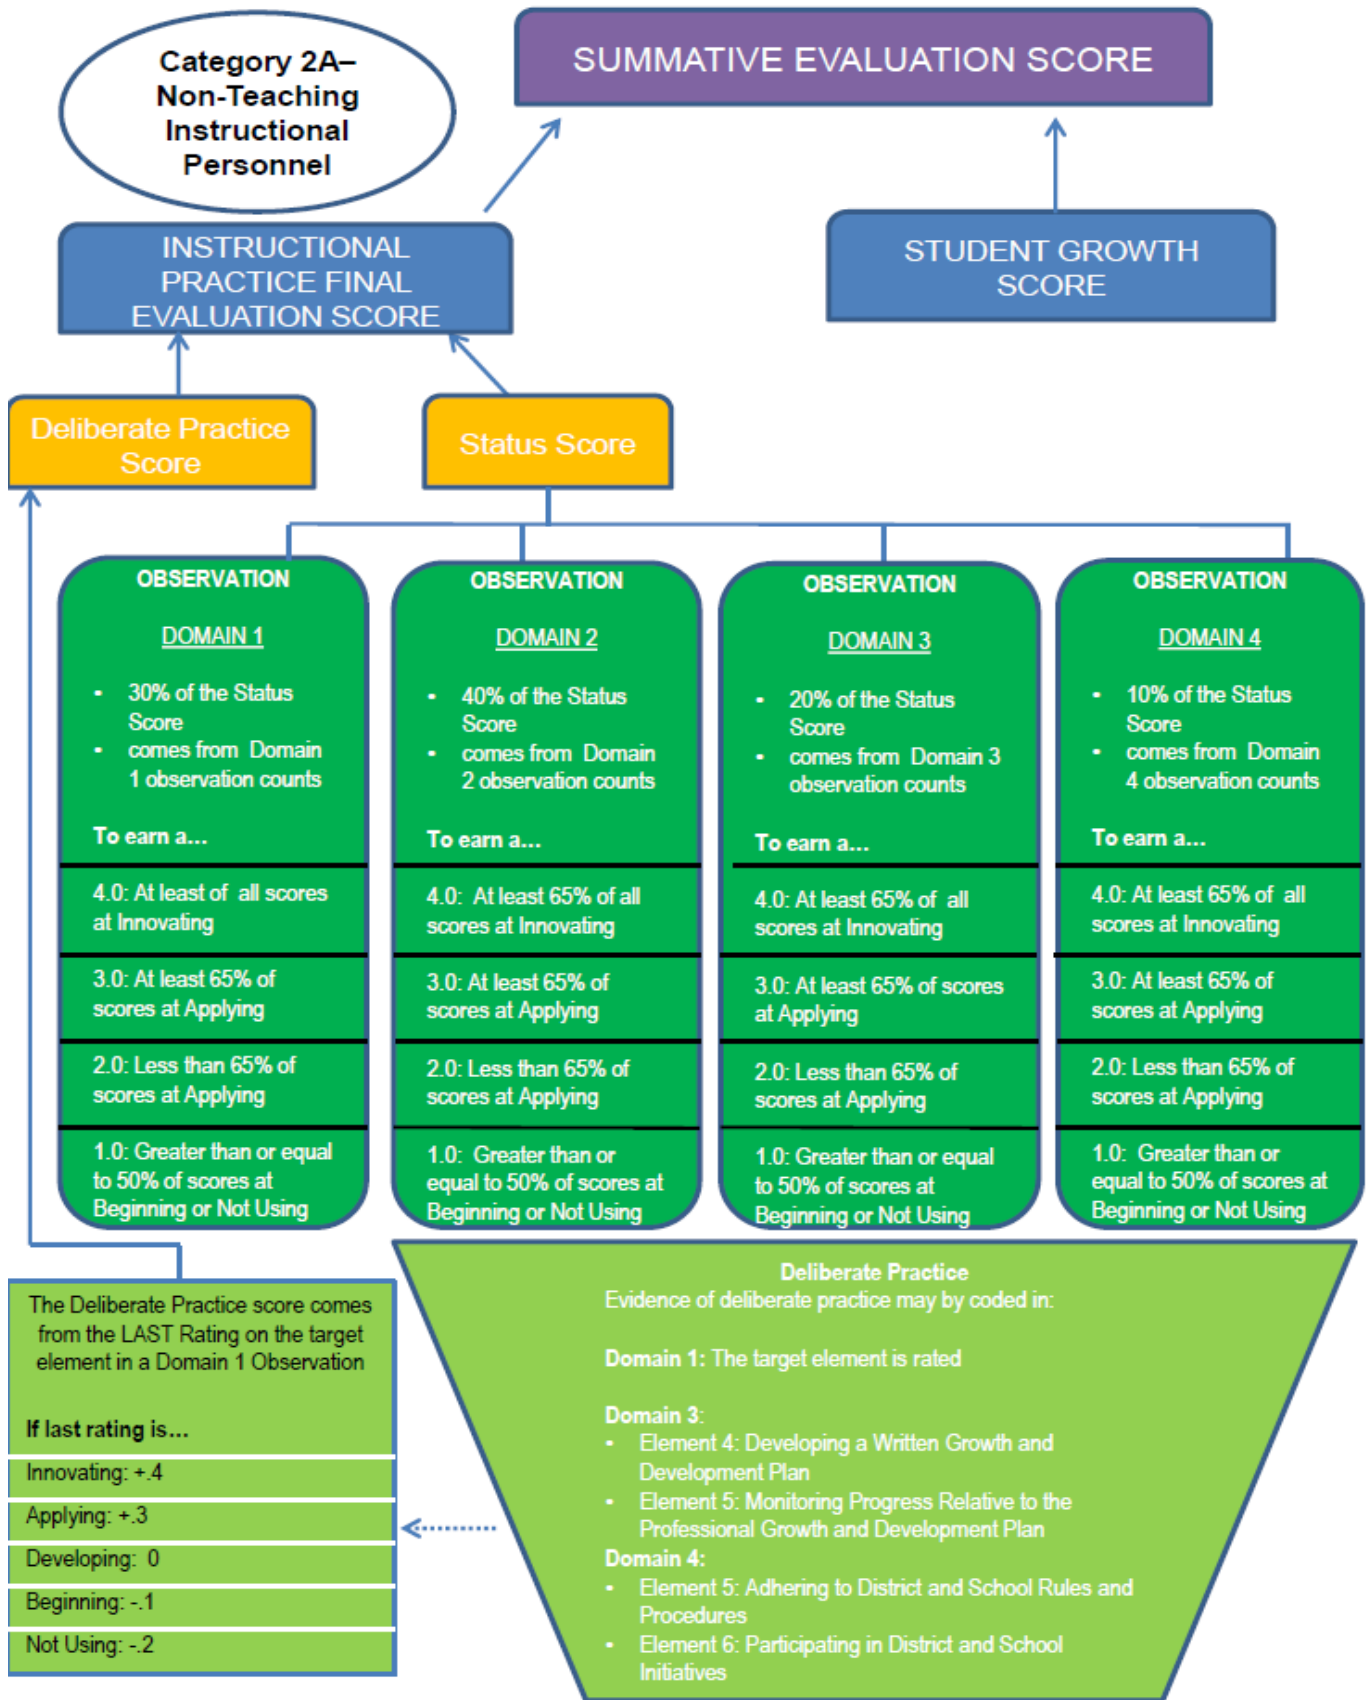 Category 2A–
Non-Teaching
Instructional
Personnel
SUMMATIVE EVALUATION SCORE
INSTRUCTIONAL
PRACTICE FINAL
EVALUATION SCORE
STUDENT GROWTH
SCORE
Deliberate Practice
Score
Status Score
OBSERVATION
DOMAIN 1
• 30% of the Status
Score
• comes from Domain
1 observation counts
To earn a...
4.0: At least of all scores
at Innovating
3.0: At least 65% of
scores at Applying
2.0: Less than 65% of
scores at Applying
1.0: Greater than or equal
to 50% of scores at
Beginning or Not Using
OBSERVATION
DOMAIN 2
• 40% of the Status
Score
• comes from Domain
2 observation counts
To earn a...
4.0: At least 65% of all
scores at Innovating
3.0: At least 65% of
scores at Applying
2.0: Less than 65% of
scores at Applying
1.0: Greater than or
equal to 50% of scores at
Beginning or Not Using
OBSERVATION
DOMAIN 3
• 20% of the Status
Score
• comes from Domain 3
observation counts
To earn a...
4.0: At least 65% of all
scores at Innovating
3.0: At least 65% of scores
at Applying
2.0: Less than 65% of
scores at Applying
1.0: Greater than or equal
to 50% of scores at
Beginning or Not Using
OBSERVATION
DOMAIN 4
• 10% of the Status
Score
• comes from Domain
4 observation counts
To earn a...
4.0: At least 65% of all
scores at Innovating
3.0: At least 65% of
scores at Applying
2.0: Less than 65% of
scores at Applying
1.0: Greater than or
equal to 50% of scores at
Beginning or Not Using
The Deliberate Practice score comes
from the LAST Rating on the target
element in a Domain 1 Observation
If last rating is...
Innovating: +.4
Applying: +.3
Developing: 0
Beginning: -.1
Not Using: -.2
Deliberate Practice
Evidence of deliberate practice may by coded in:
Domain 1: The target element is rated
Domain 3:
• Element 4: Developing a Written Growth and
Development Plan
• Element 5: Monitoring Progress Relative to the
Professional Growth and Development Plan
Domain 4:
• Element 5: Adhering to District and School Rules and
Procedures
• Element 6: Participating in District and School
Initiatives